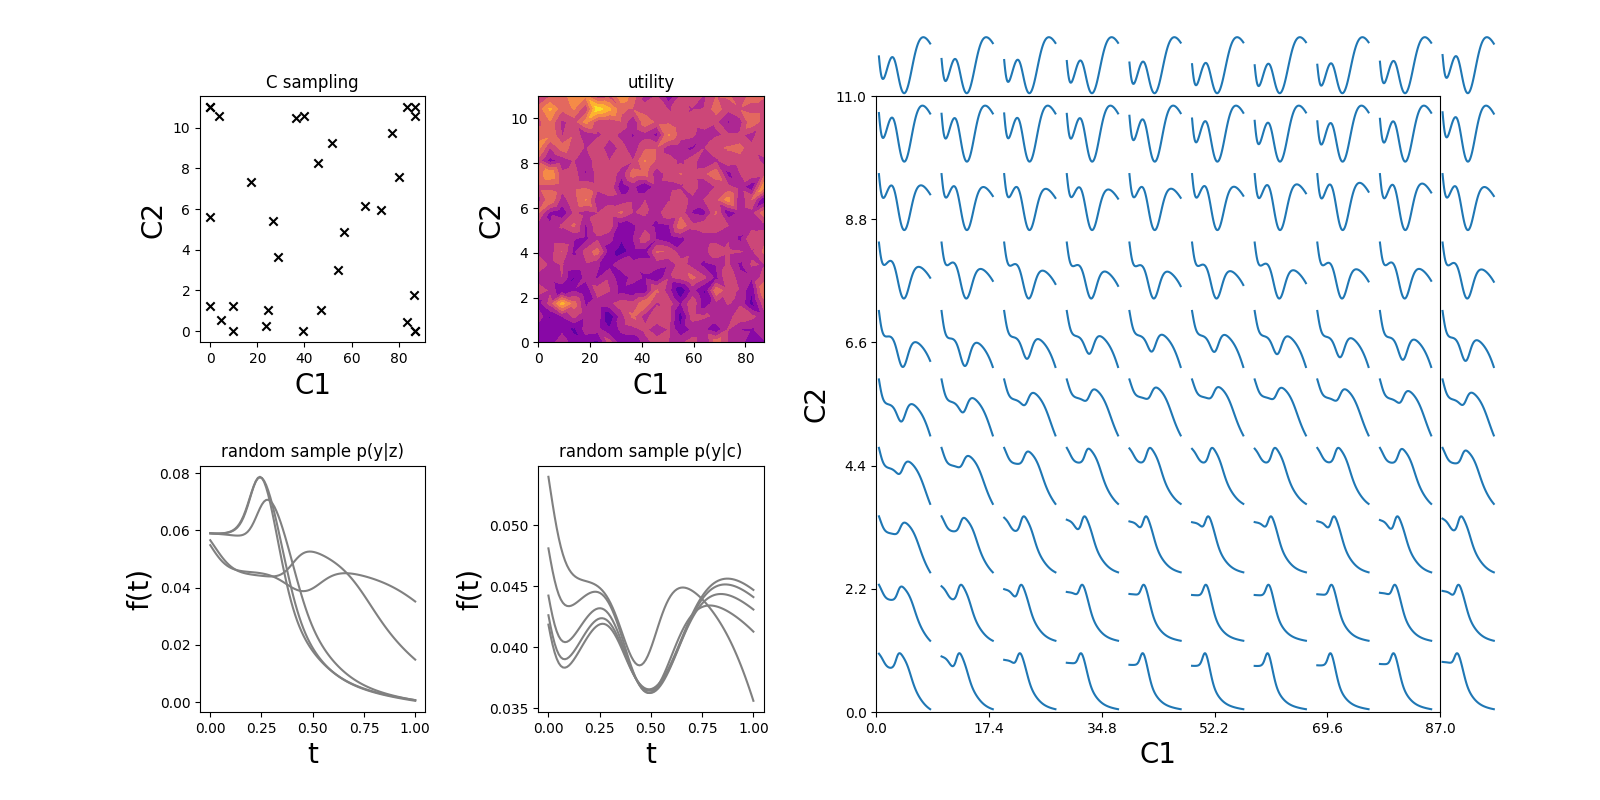 C sampling
C2
10
8
6
4
2
0
0 20 40 60 80
C1
utility
C2
10
8
6
4
2
0
0 20 40 60 80
C1
random sample p(y|z)
f(t)
0.08
0.06
0.04
0.02
0.00
0.00 0.25 0.50 0.75 1.00
t
random sample p(y|c)
f(t)
0.050
0.045
0.040
0.035
0.00 0.25 0.50 0.75 1.00
t
C2
11.0
8.8
6.6
4.4
2.2
0.0
0.0 17.4 34.8 52.2 69.6 87.0
C1